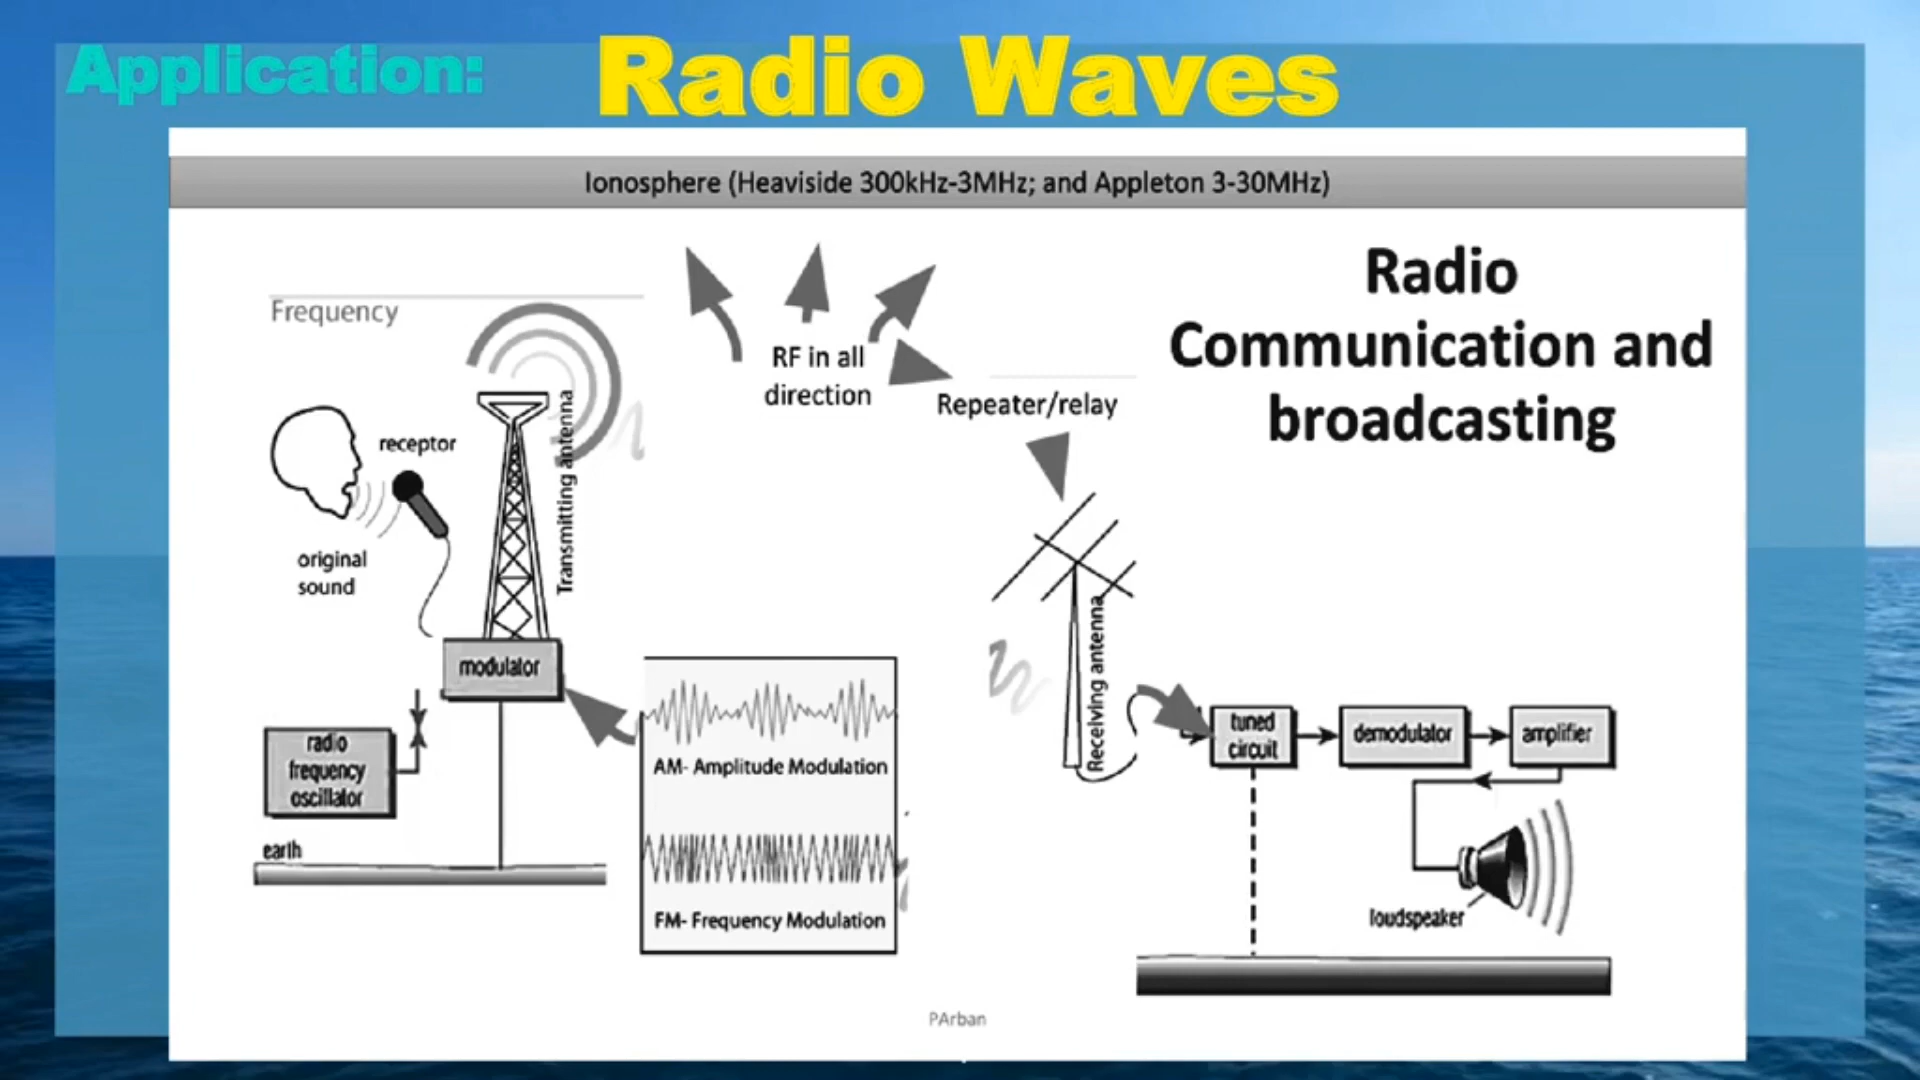 Application:
Radio Waves
Ionosphere (Heaviside 300kHz-3MHz; and Appleton 3-30MHz)
Radio
Communication and
broadcasting
Frequency
RF in all
direction
Repeater/relay
receptor
original
sound
Transmitting antenna
modulator
radio
frequency
oscillator
earth
AM- Amplitude Modulation
FM- Frequency Modulation
Receiving antenna
tuned
circuit
demodulator
amplifier
loudspeaker
PArban